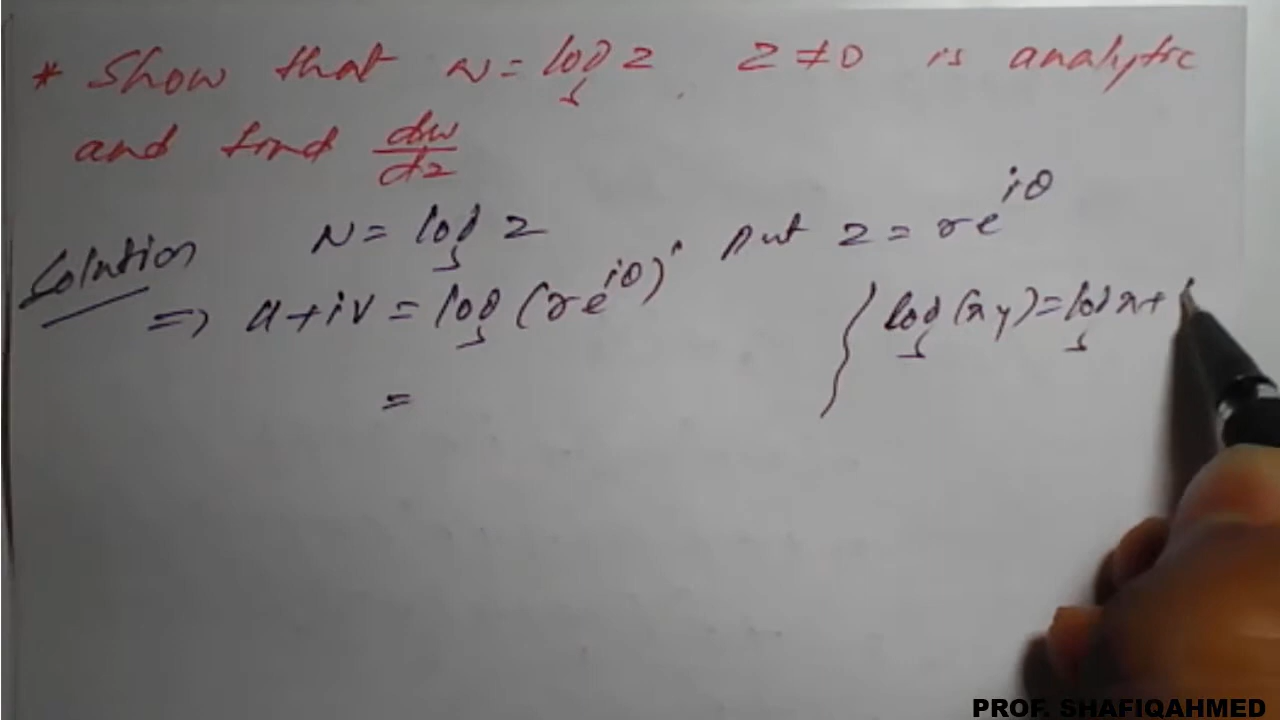 * Show that w = log z z ≠ 0 is analytic
and find dw/dz
Solution w = log z put z = re^{iθ}
=> u+iv = log (re^{iθ}) { log (xy) = log x +
=
PROF. SHAFIQAHMED